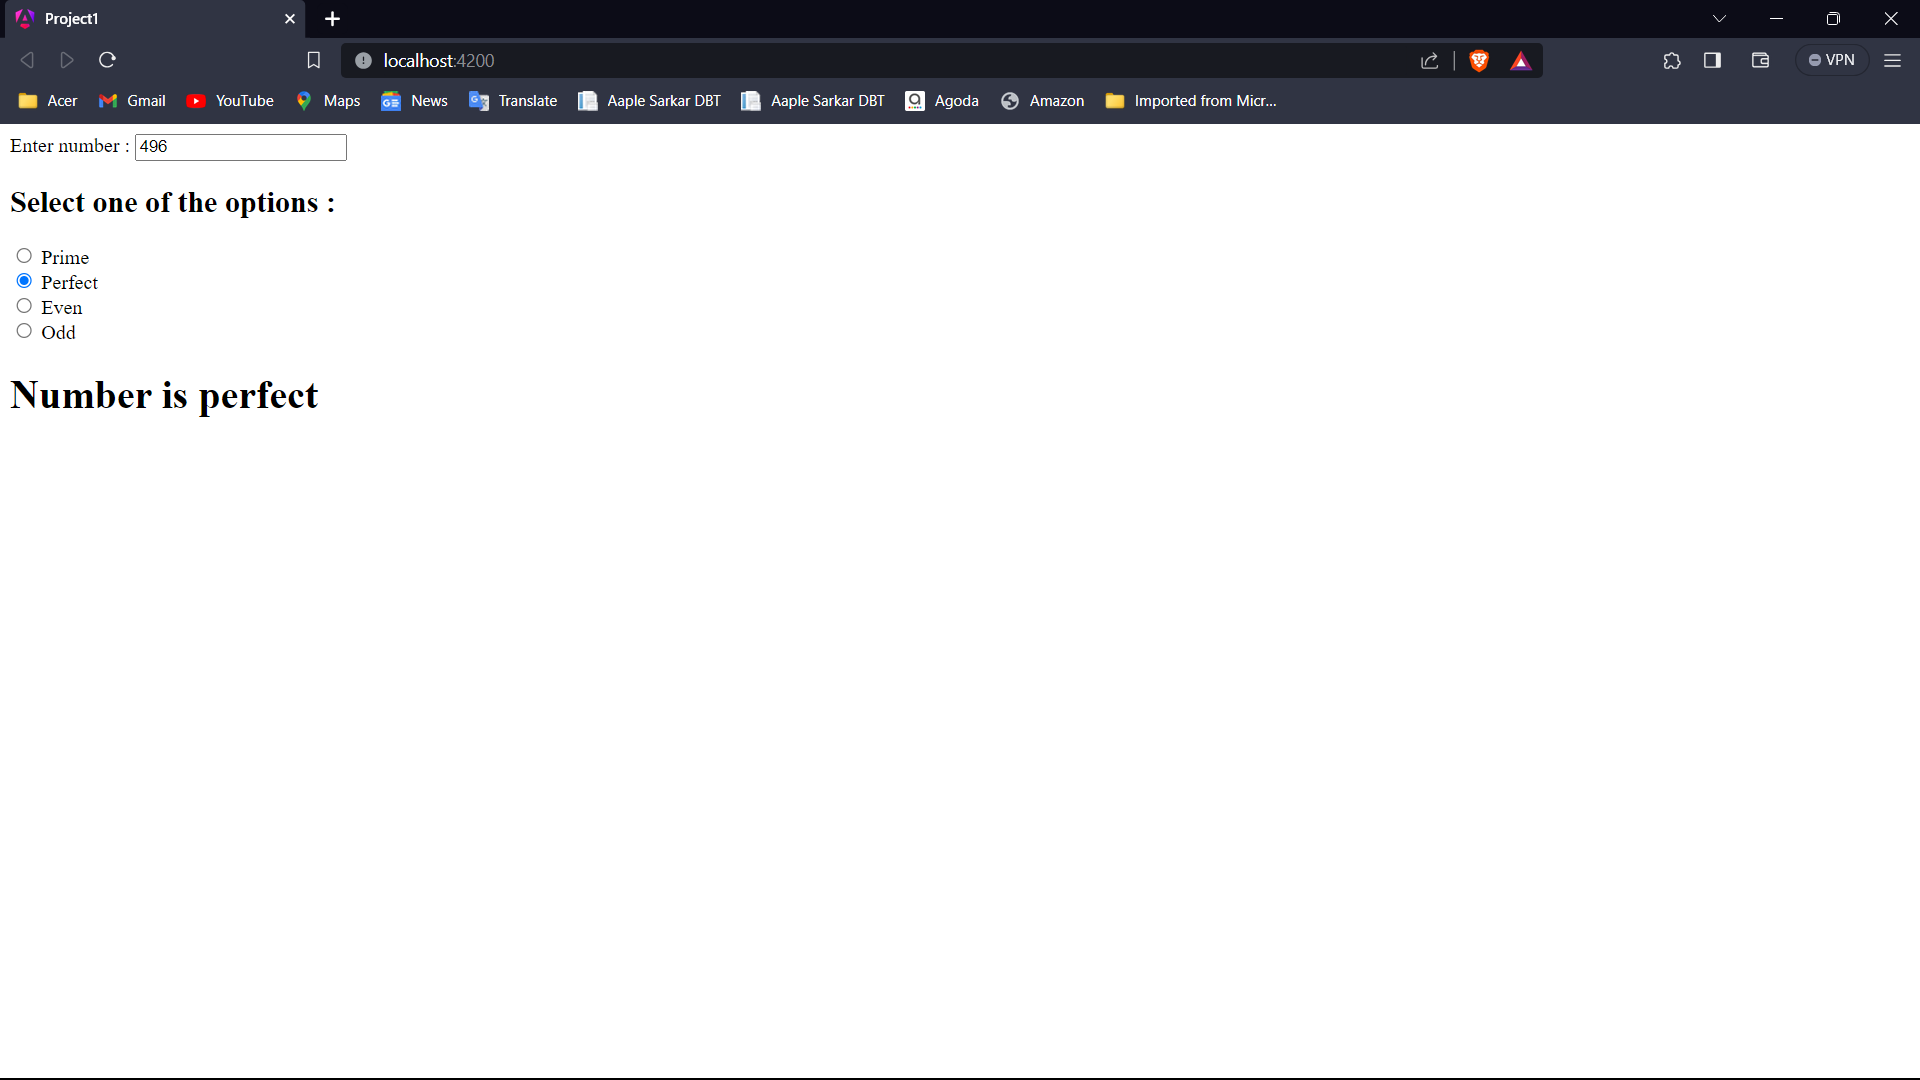 Project1
localhost:4200
VPN
Acer Gmail YouTube Maps News Translate Aaple Sarkar DBT Aaple Sarkar DBT Agoda Amazon Imported from Micr...
Enter number : 496
Select one of the options :
Prime
Perfect
Even
Odd
Number is perfect